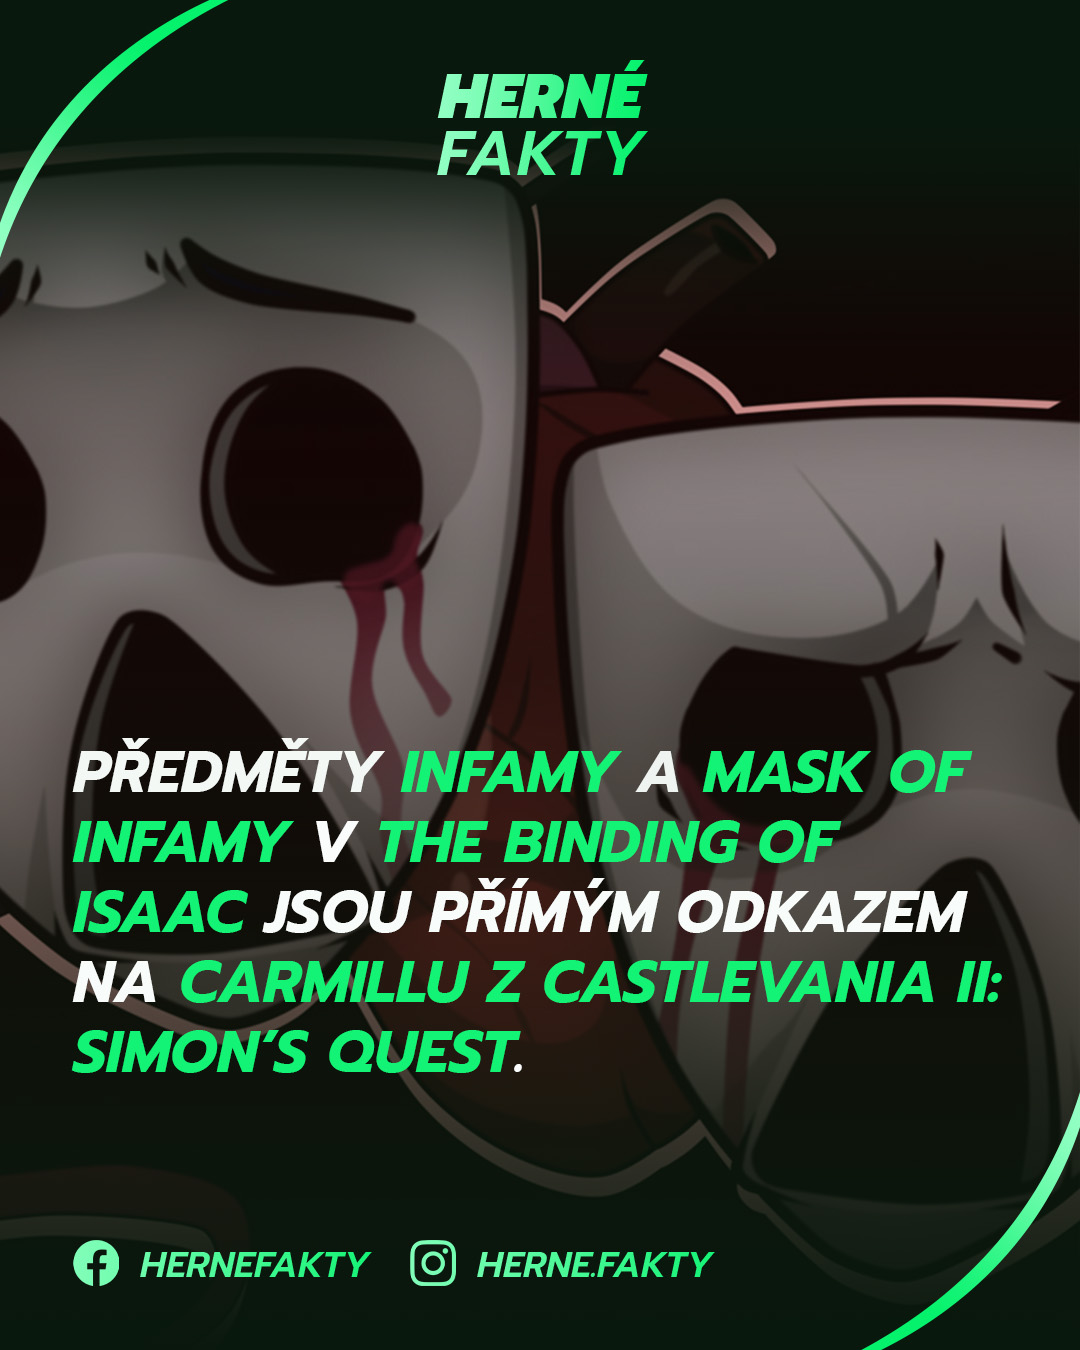 HERNÉ
FAKTY
PŘEDMĚTY INFAMY A MASK OF
INFAMY V THE BINDING OF
ISAAC JSOU PŘÍMÝM ODKAZEM
NA CARMILLU Z CASTLEVANIA II:
SIMON'S QUEST.
HERNEFAKTY HERNE.FAKTY